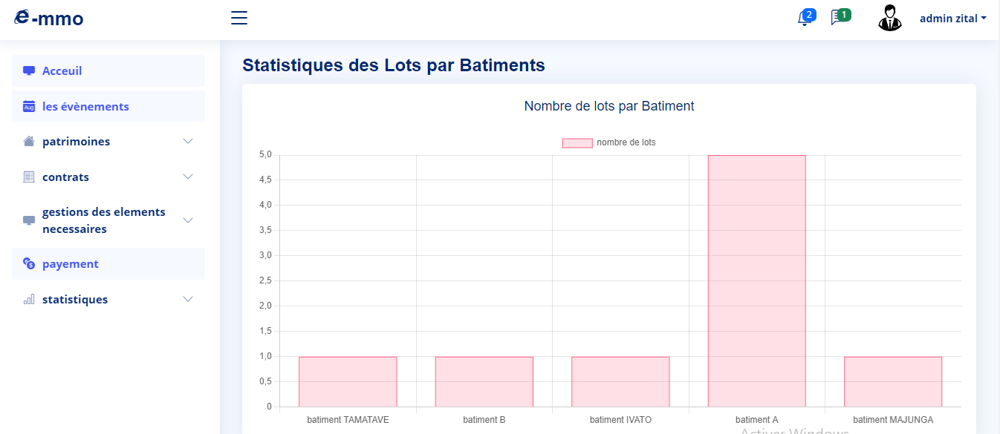 e-mmo
2
1
admin zital
Acceuil
Aug
les évènements
patrimoines
contrats
gestions des elements
necessaires
payement
statistiques
Statistiques des Lots par Batiments
Nombre de lots par Batiment
nombre de lots
5,0
4,5
4,0
3,5
3,0
2,5
2,0
1,5
1,0
0,5
0
batiment TAMATAVE
batiment B
batiment IVATO
batiment A
batiment MAJUNGA
Activer Windows